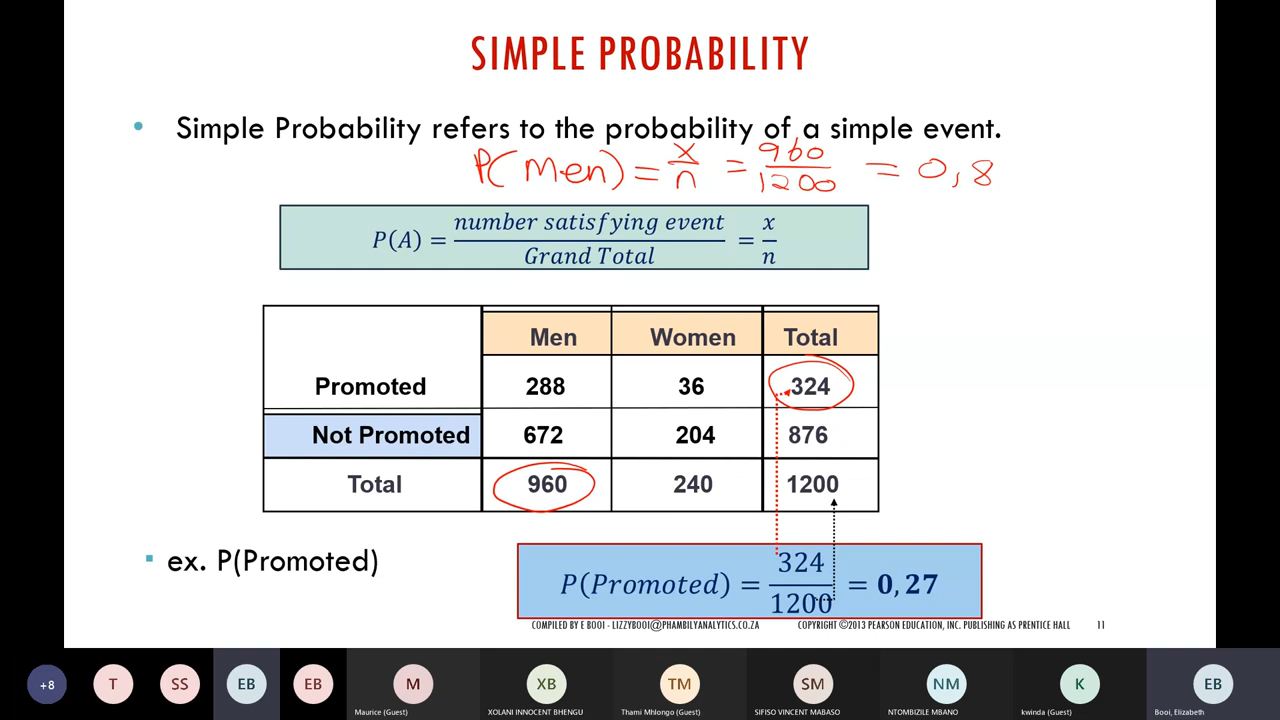 SIMPLE PROBABILITY
• Simple Probability refers to the probability of a simple event.
P(Men) = x/n = 960/1200 = 0,8
P(A) = number satisfying event / Grand Total = x/n
Men Women Total
Promoted 288 36 324
Not Promoted 672 204 876
Total 960 240 1200
▪ ex. P(Promoted)
P(Promoted) = 324/1200 = 0,27
COMPILED BY E BOOI - LIZZYBOOI@PHAMBILYANALYTICS.CO.ZA COPYRIGHT ©2013 PEARSON EDUCATION, INC. PUBLISHING AS PRENTICE HALL 11
+8 T SS EB EB M XB TM SM NM K EB
Maurice (Guest) XOLANI INNOCENT BHENGU Thami Mhlongo (Guest) SIFISO VINCENT MABASO NTOMBIZILE MBANO kwinda (Guest) Booi, Elizabeth